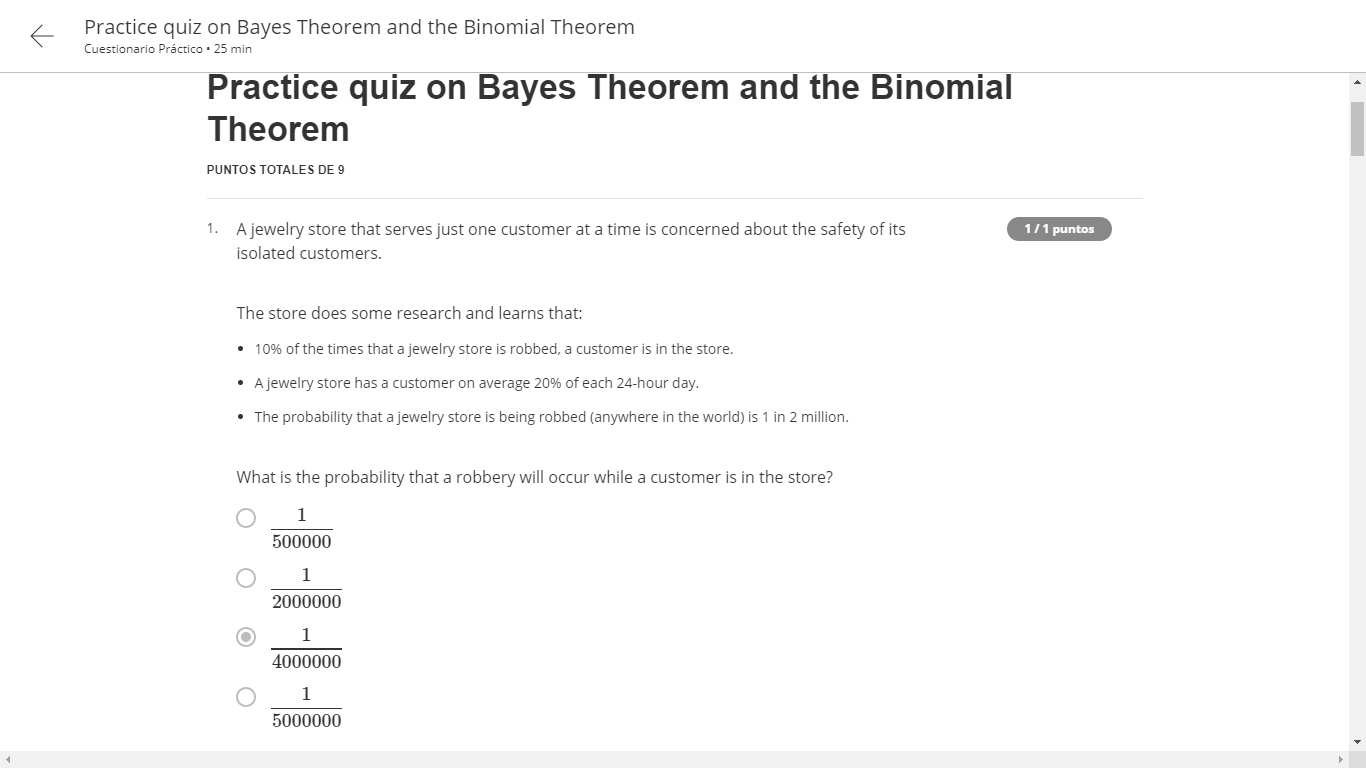 Practice quiz on Bayes Theorem and the Binomial Theorem
Cuestionario Práctico • 25 min
Practice quiz on Bayes Theorem and the Binomial
Theorem
PUNTOS TOTALES DE 9
1. A jewelry store that serves just one customer at a time is concerned about the safety of its
isolated customers.
1 / 1 puntos
The store does some research and learns that:
• 10% of the times that a jewelry store is robbed, a customer is in the store.
• A jewelry store has a customer on average 20% of each 24-hour day.
• The probability that a jewelry store is being robbed (anywhere in the world) is 1 in 2 million.
What is the probability that a robbery will occur while a customer is in the store?
1
500000
1
2000000
1
4000000
1
5000000